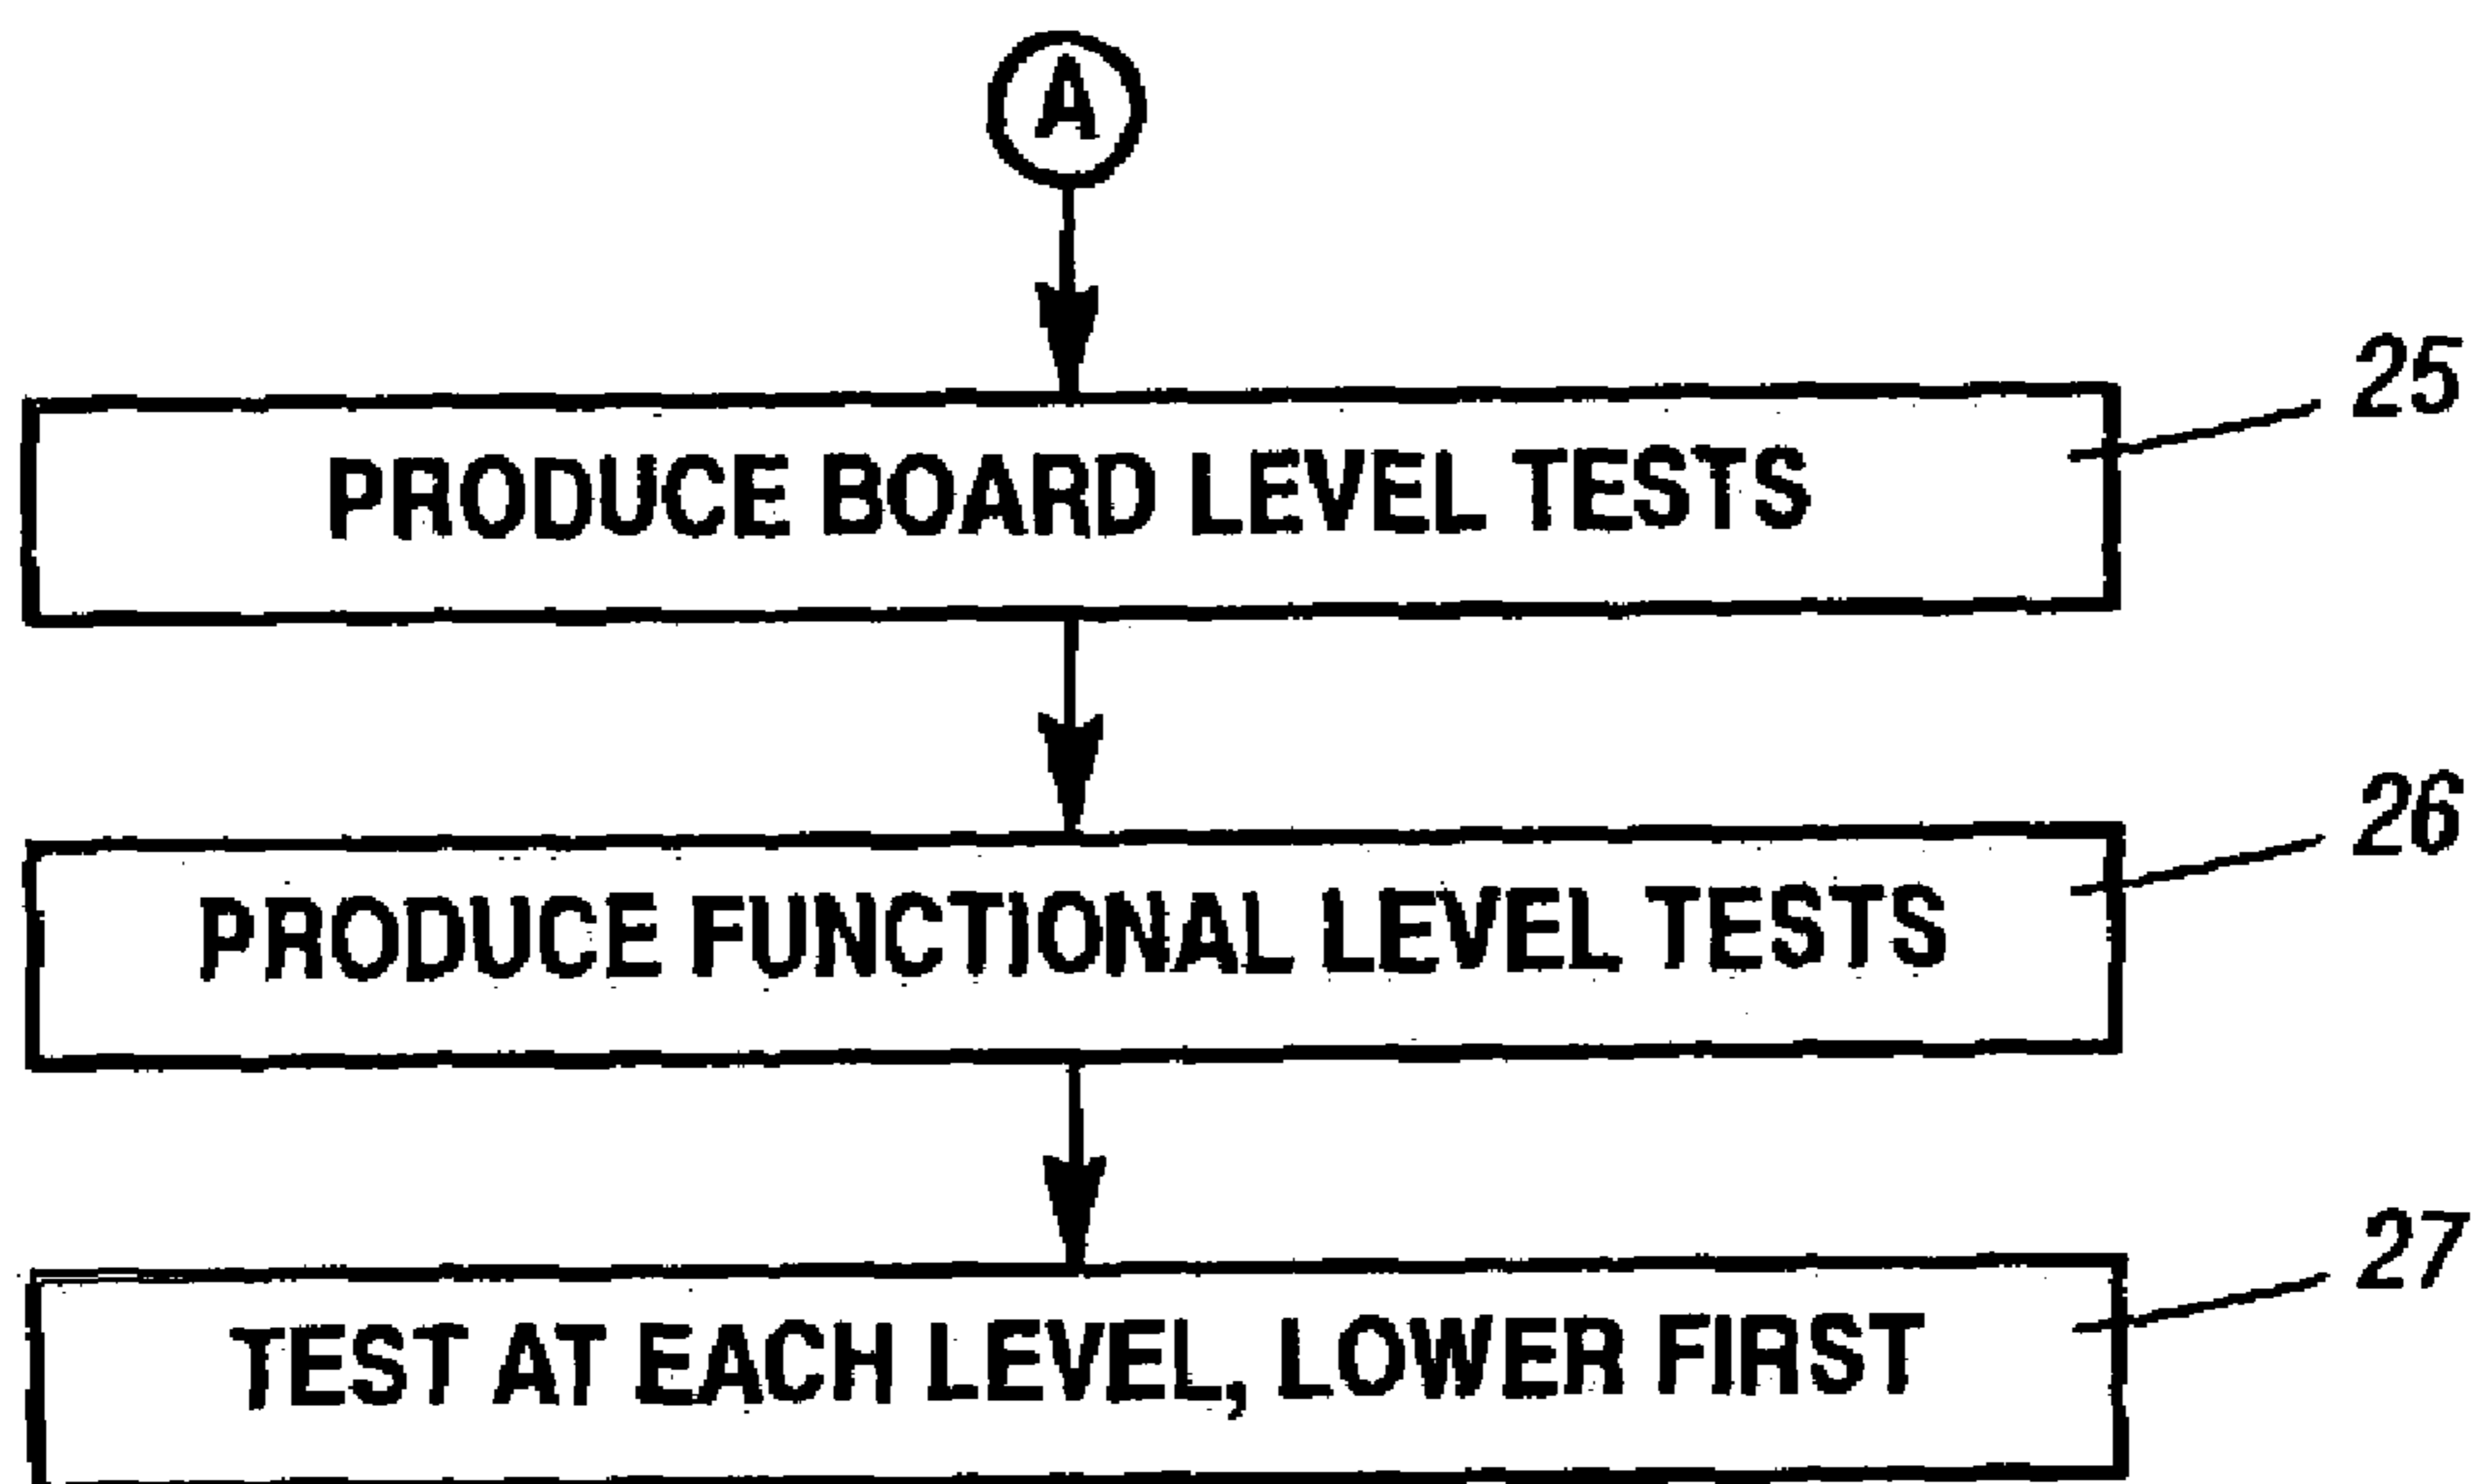 A
25
PRODUCE BOARD LEVEL TESTS
26
PRODUCE FUNCTIONAL LEVEL TESTS
27
TEST AT EACH LEVEL, LOWER FIRST